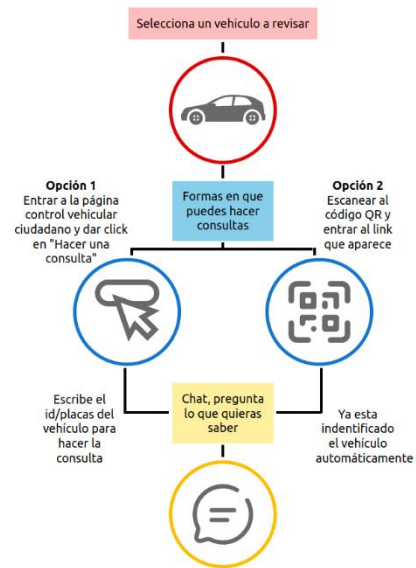 Selecciona un vehiculo a revisar
Opción 1
Entrar a la página
control vehicular
ciudadano y dar click
en "Hacer una
consulta"
Formas en que
puedes hacer
consultas
Opción 2
Escanear al
código QR y
entrar al link
que aparece
Escribe el
id/placas del
vehículo para
hacer la
consulta
Chat, pregunta
lo que quieras
saber
Ya esta
indentificado
el vehículo
automáticamente